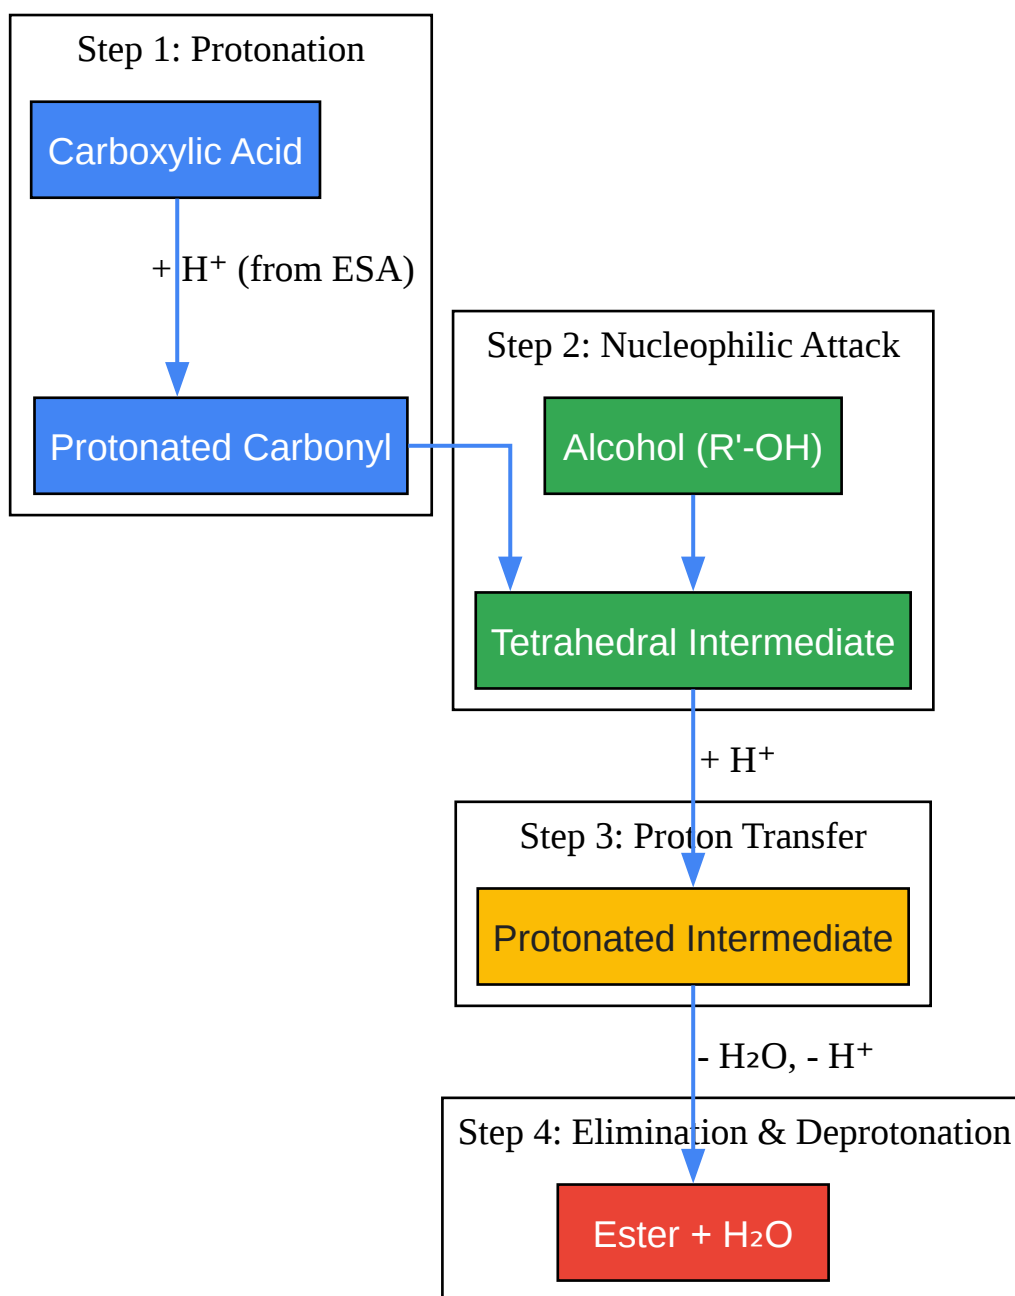 Step 1: Protonation
Carboxylic Acid
+ H⁺ (from ESA)
Protonated Carbonyl
Step 2: Nucleophilic Attack
Alcohol (R'-OH)
Tetrahedral Intermediate
+ H⁺
Step 3: Proton Transfer
Protonated Intermediate
- H₂O, - H⁺
Step 4: Elimination & Deprotonation
Ester + H₂O